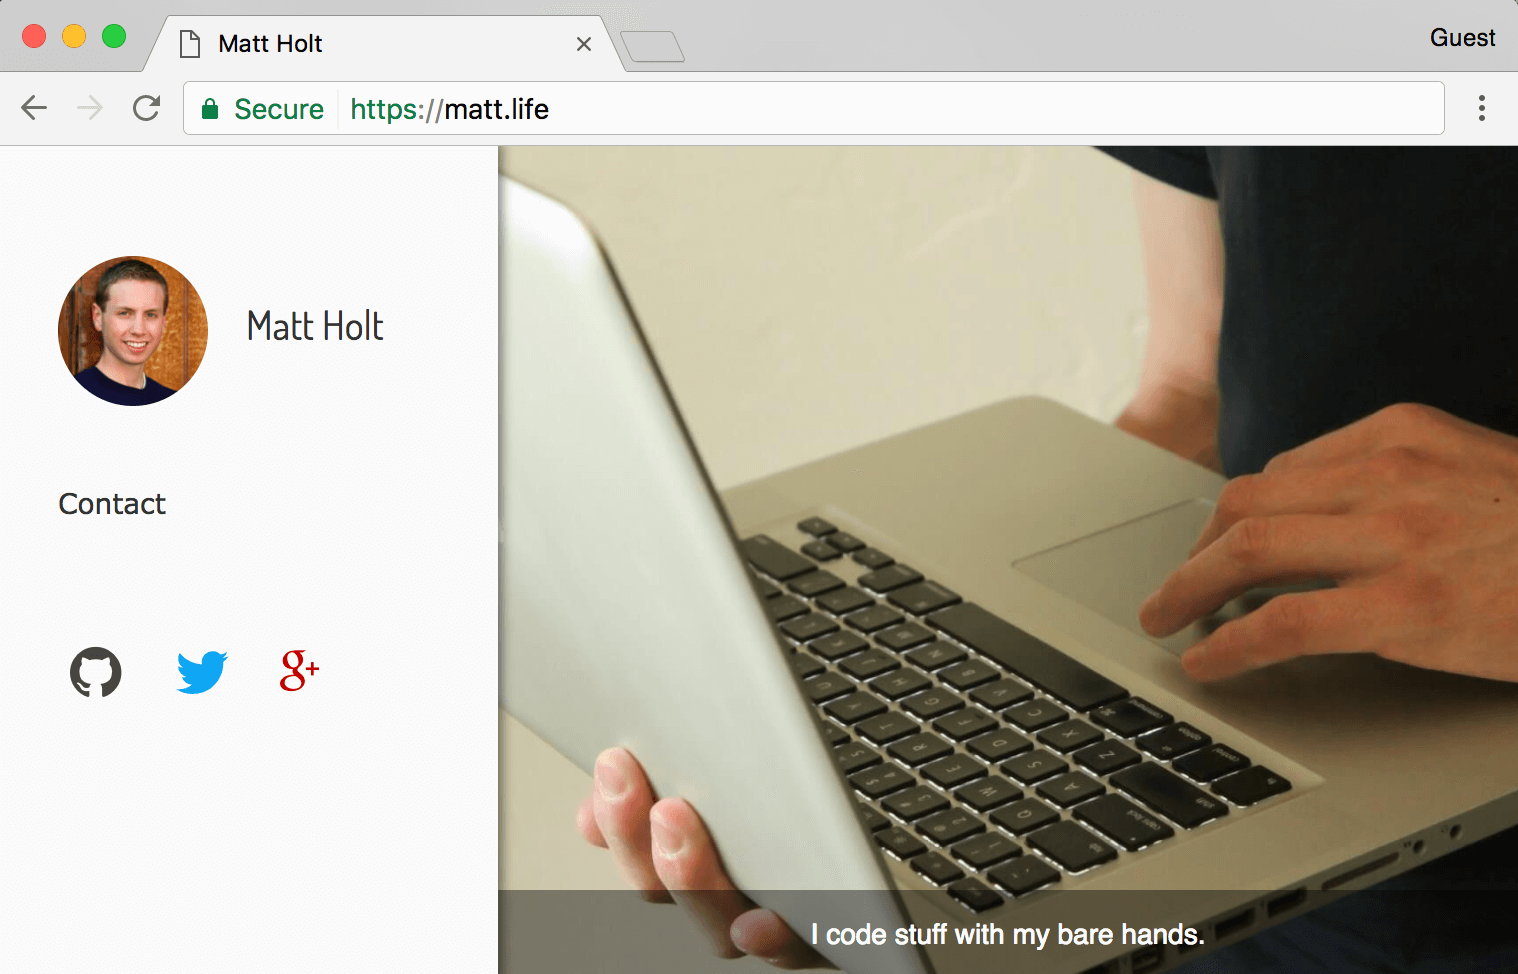 Matt Holt
Guest
Secure
https://matt.life
Matt Holt
Contact
g+
I code stuff with my bare hands.